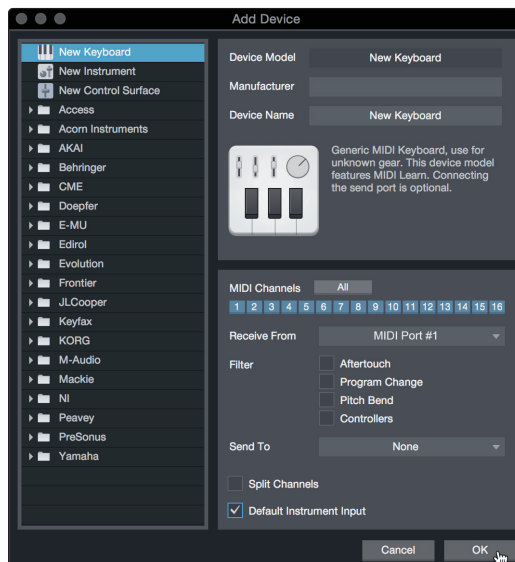 Add Device
New Keyboard
New Instrument
New Control Surface
Access
Acorn Instruments
AKAI
Behringer
CME
Doepfer
E-MU
Edirol
Evolution
Frontier
JLCooper
Keyfax
KORG
M-Audio
Mackie
NI
Peavey
PreSonus
Yamaha
Device Model New Keyboard
Manufacturer
Device Name New Keyboard
Generic MIDI Keyboard, use for
unknown gear. This device model
features MIDI Learn. Connecting
the send port is optional.
MIDI Channels All
1 2 3 4 5 6 7 8 9 10 11 12 13 14 15 16
Receive From MIDI Port #1
Filter Aftertouch
Program Change
Pitch Bend
Controllers
Send To None
Split Channels
Default Instrument Input
Cancel OK